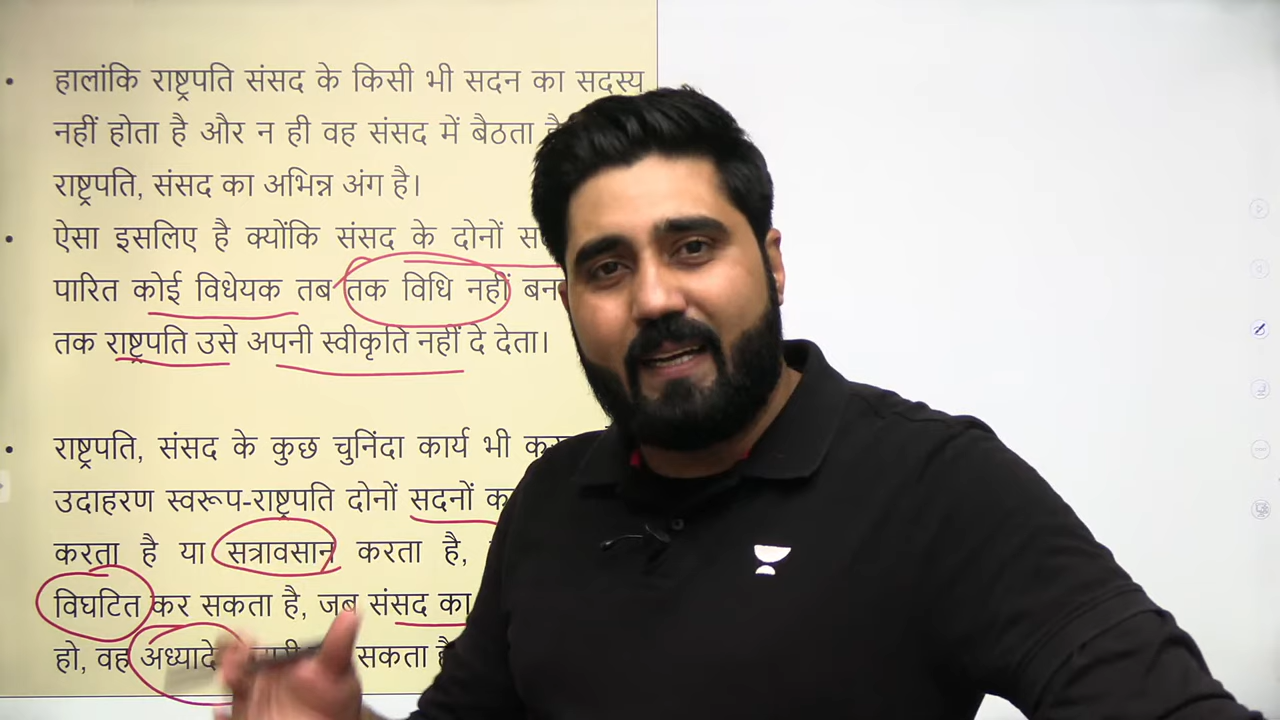 हालांकि राष्ट्रपति संसद के किसी भी सदन का सदस्य
नहीं होता है और न ही वह संसद में बैठता
राष्ट्रपति, संसद का अभिन्न अंग है।
ऐसा इसलिए है क्योंकि संसद के दोनों
पारित कोई विधेयक तब तक विधि नहीं बन
तक राष्ट्रपति उसे अपनी स्वीकृति नहीं दे देता।
राष्ट्रपति, संसद के कुछ चुनिंदा कार्य भी
उदाहरण स्वरूप-राष्ट्रपति दोनों सदनों
करता है या सत्रावसान करता है,
विघटित कर सकता है, जब संसद का
हो, वह सकता